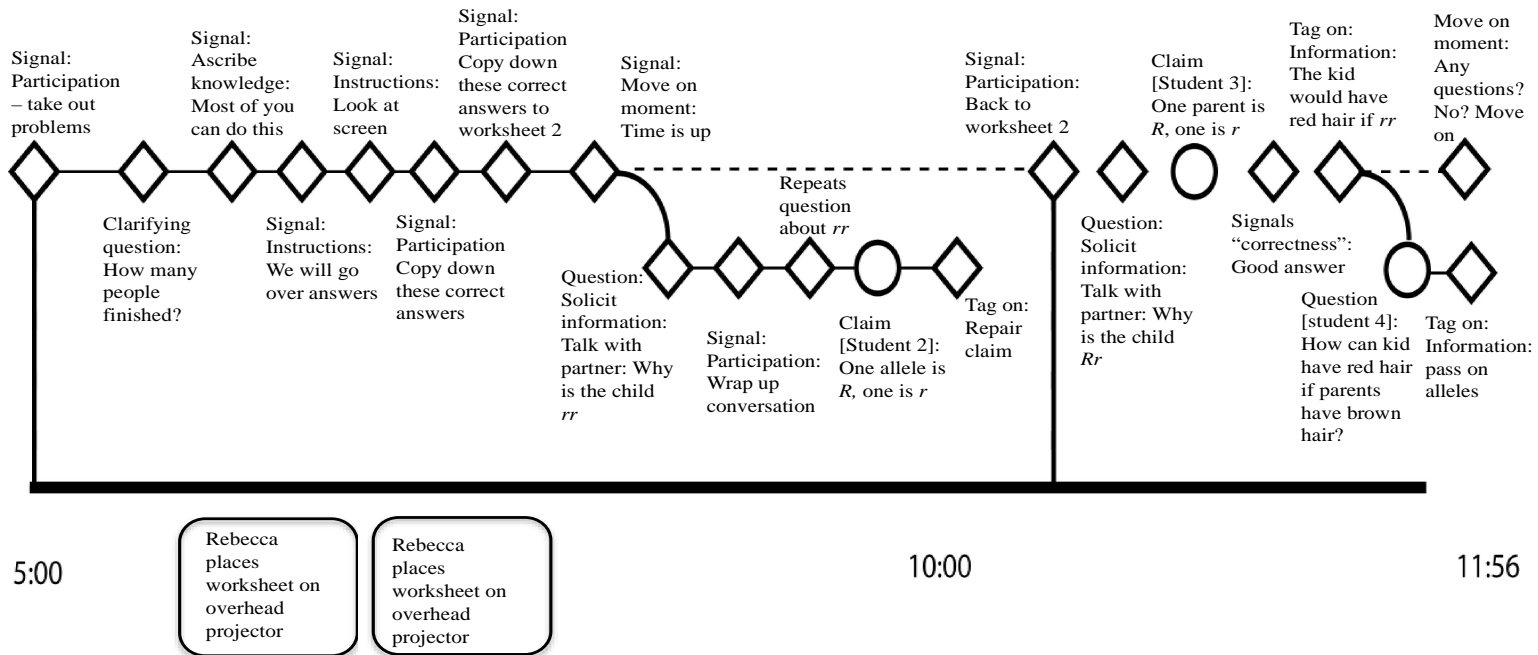 Signal:
Participation
– take out
problems
Clarifying
question:
How many
people
finished?
Signal:
Ascribe
knowledge:
Most of you
can do this
Signal:
Instructions:
We will go
over answers
Signal:
Instructions:
Look at
screen
Signal:
Participation
Copy down
these correct
answers
Signal:
Participation
Copy down
these correct
answers to
worksheet 2
Signal:
Move on
moment:
Time is up
Question:
Solicit
information:
Talk with
partner: Why
is the child
rr
Signal:
Participation:
Wrap up
conversation
Repeats
question
about rr
Claim
[Student 2]:
One allele is
R, one is r
Tag on:
Repair
claim
Signal:
Participation:
Back to
worksheet 2
Question:
Solicit
information:
Talk with
partner: Why
is the child
Rr
Claim
[Student 3]:
One parent is
R, one is r
Signals
“correctness”:
Good answer
Tag on:
Information:
The kid
would have
red hair if rr
Question
[student 4]:
How can kid
have red hair
if parents
have brown
hair?
Tag on:
Information:
pass on
alleles
Move on
moment:
Any
questions?
No? Move
on
Rebecca
places
worksheet on
overhead
projector
Rebecca
places
worksheet on
overhead
projector
5:00
10:00
11:56